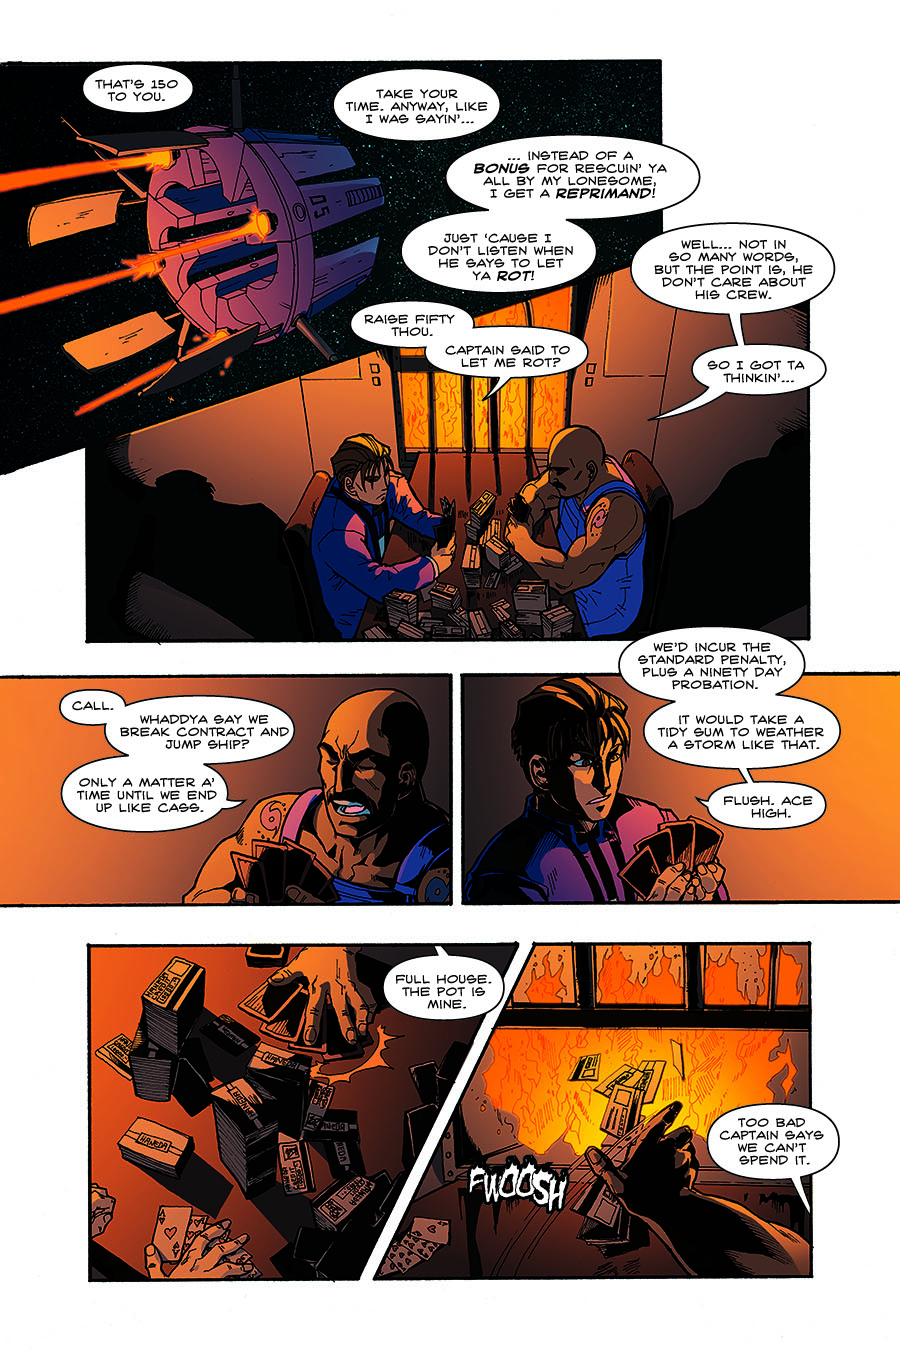 THAT'S 150
TO YOU.
TAKE YOUR
TIME. ANYWAY, LIKE
I WAS SAYIN'...
... INSTEAD OF A
BONUS FOR RESCUIN' YA
ALL BY MY LONESOME,
I GET A REPRIMAND!
JUST 'CAUSE I
DON'T LISTEN WHEN
HE SAYS TO LET
YA ROT!
05
RAISE FIFTY
THOU.
CAPTAIN SAID TO
LET ME ROT?
WELL... NOT IN
SO MANY WORDS,
BUT THE POINT IS, HE
DON'T CARE ABOUT
HIS CREW.
SO I GOT TA
THINKIN'...
CALL.
WHADDYA SAY WE
BREAK CONTRACT AND
JUMP SHIP?
ONLY A MATTER A'
TIME UNTIL WE END
UP LIKE CASS.
WE'D INCUR THE
STANDARD PENALTY,
PLUS A NINETY DAY
PROBATION.
IT WOULD TAKE A
TIDY SUM TO WEATHER
A STORM LIKE THAT.
FLUSH. ACE
HIGH.
FULL HOUSE.
THE POT IS
MINE.
HANEDA
HANEDA
A
FWOOSH
TOO BAD
CAPTAIN SAYS
WE CAN'T
SPEND IT.